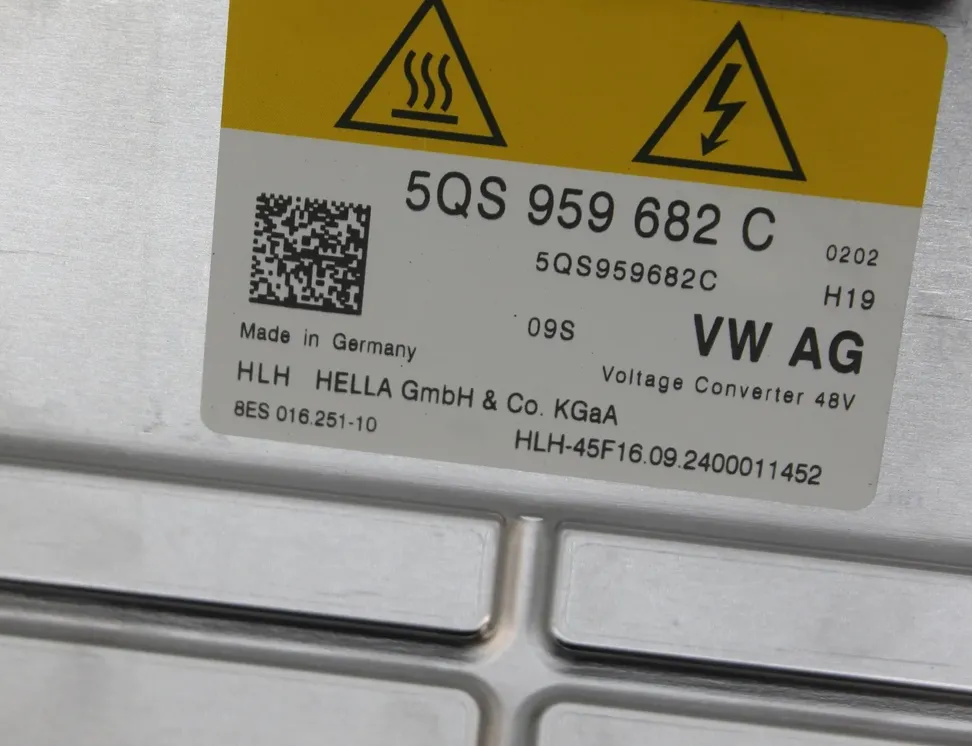 5QS 959 682 C
0202
5QS959682C
H19
09S
VW AG
Made in Germany
Voltage Converter 48V
HLH HELLA GmbH & Co. KGaA
8ES 016.251-10
HLH-45F16.09.2400011452